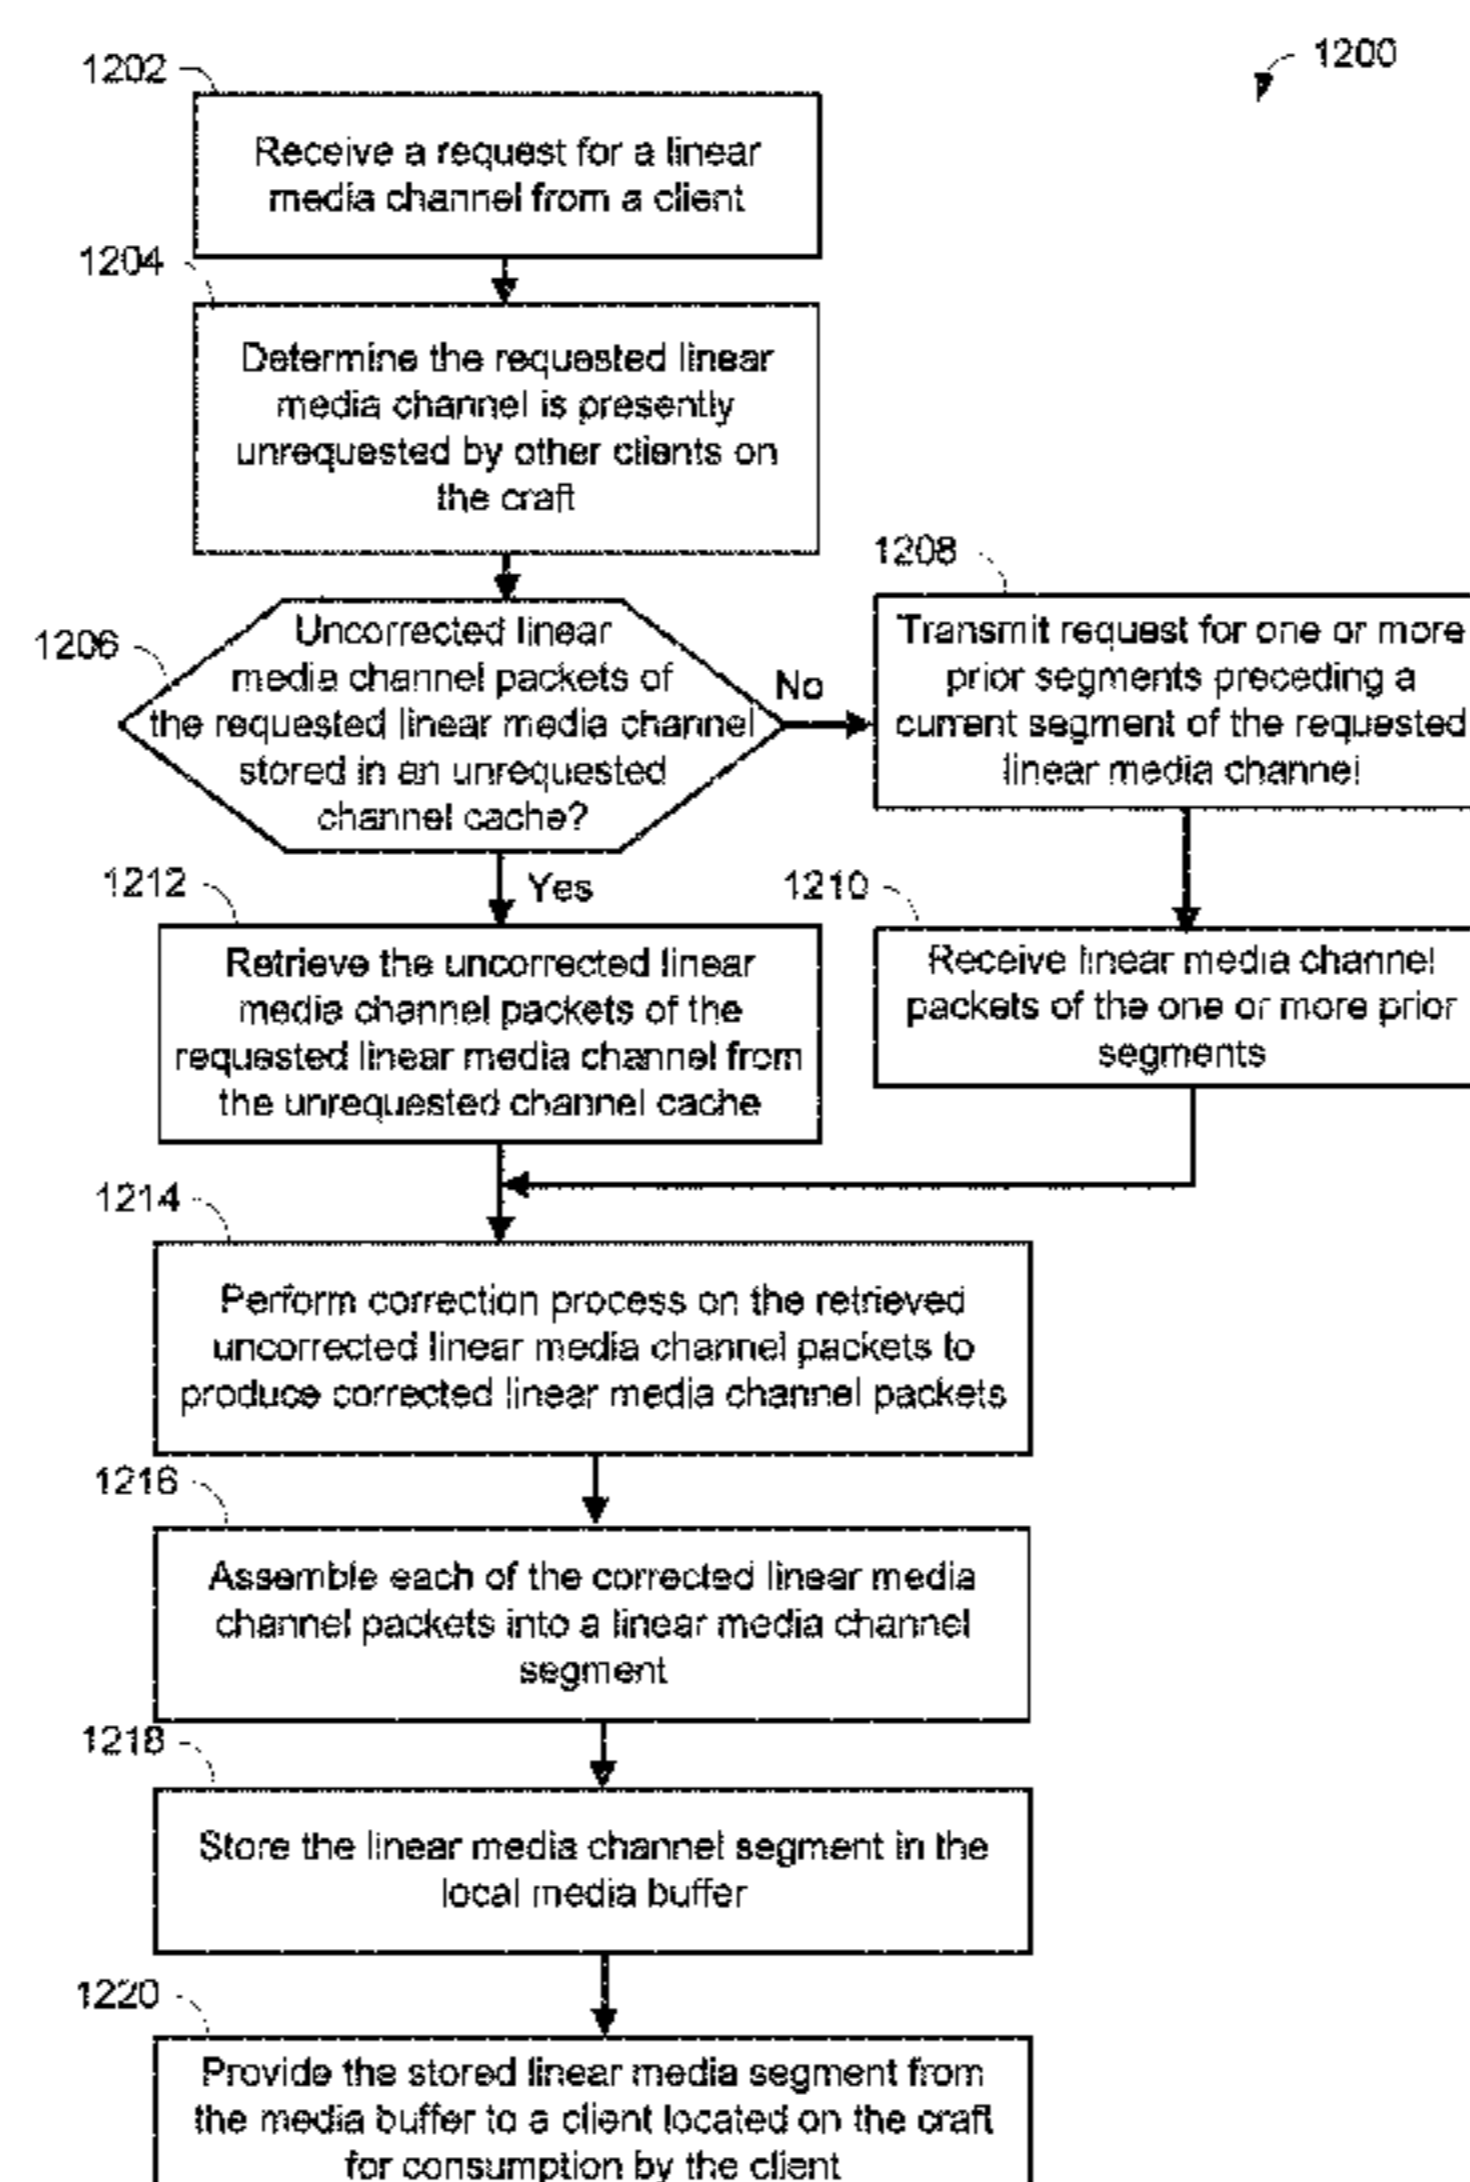 1200
1202
Receive a request for a linear
media channel from a client
1204
Determine the requested linear
media channel is presently
unrequested by other clients on
the craft
1206
Uncorrected linear
media channel packets of
the requested linear media channel
stored in an unrequested
channel cache?
No
1208
Transmit request for one or more
prior segments preceding a
current segment of the requested
linear media channel
Yes
1210
Receive linear media channel
packets of the one or more prior
segments
1212
Retrieve the uncorrected linear
media channel packets of the
requested linear media channel from
the unrequested channel cache
1214
Perform correction process on the retrieved
uncorrected linear media channel packets to
produce corrected linear media channel packets
1216
Assemble each of the corrected linear media
channel packets into a linear media channel
segment
1218
Store the linear media channel segment in the
local media buffer
1220
Provide the stored linear media segment from
the media buffer to a client located on the craft
for consumption by the client